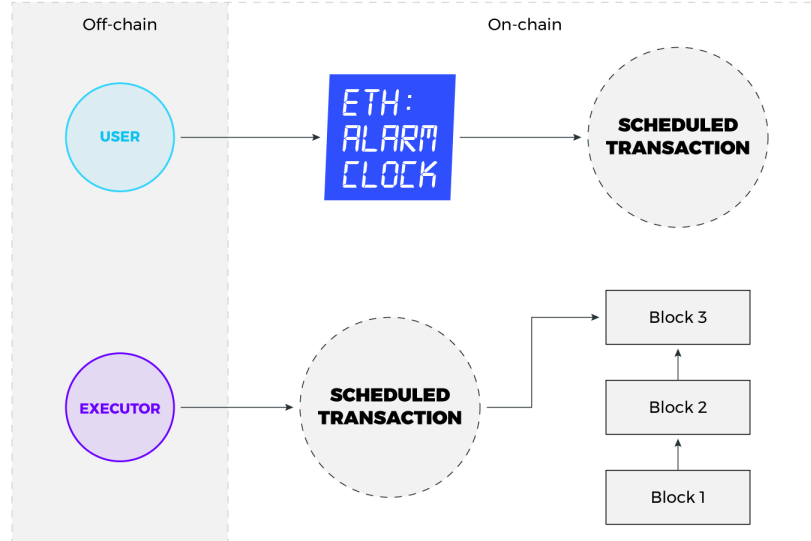 Off-chain
On-chain
USER
ETH:
ALARM
CLOCK
SCHEDULED
TRANSACTION
EXECUTOR
SCHEDULED
TRANSACTION
Block 3
Block 2
Block 1